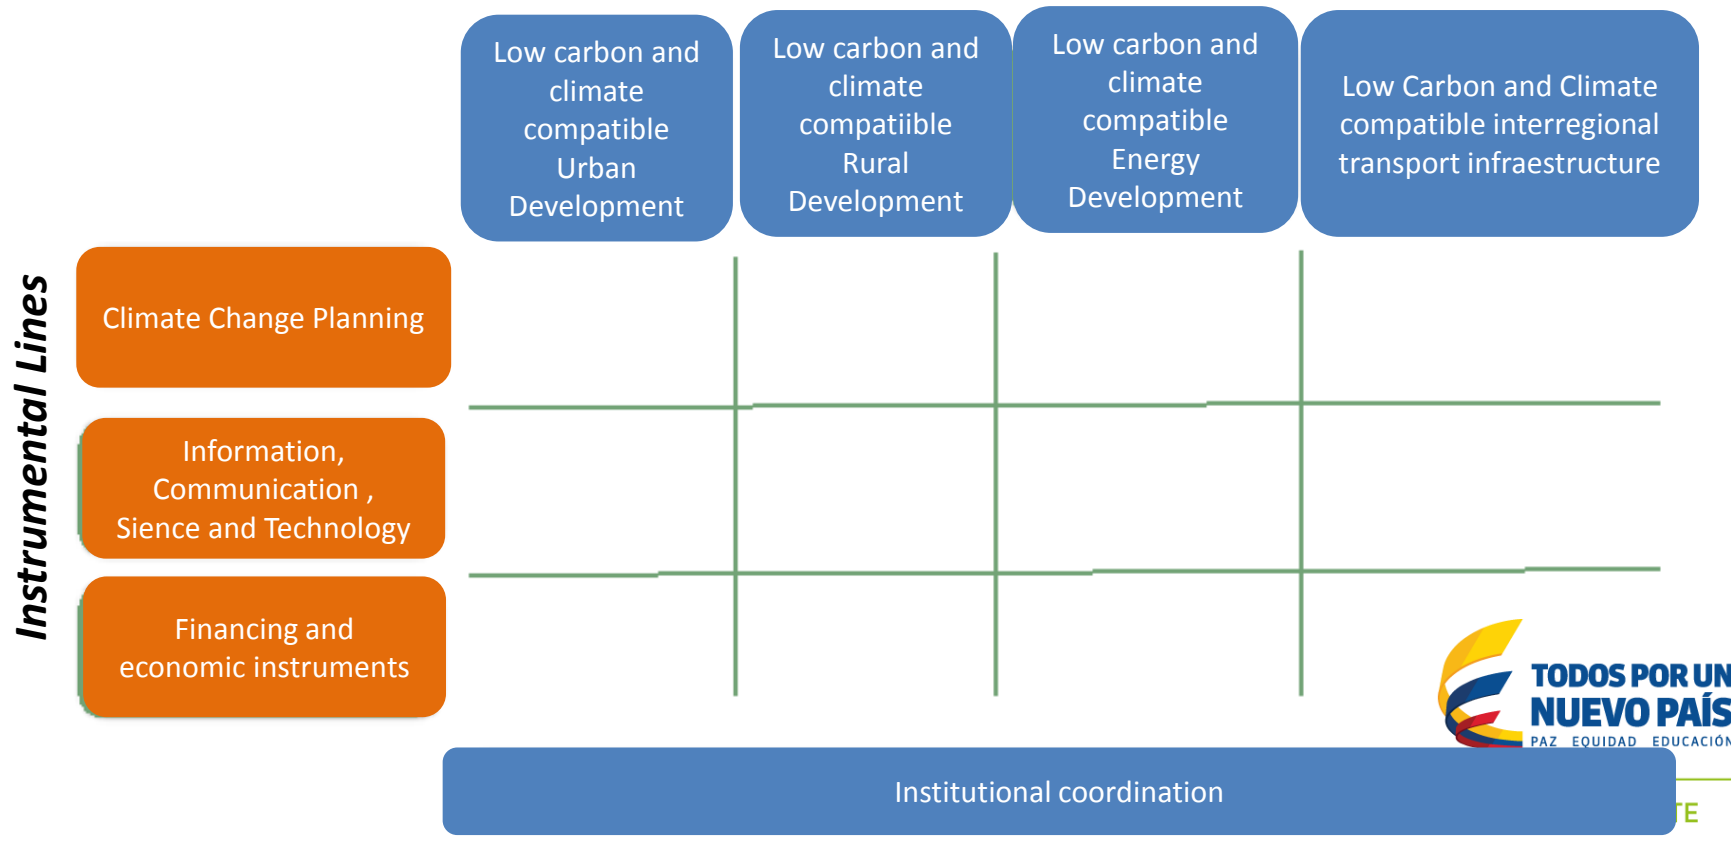 Low carbon and
climate
compatible
Urban
Development
Low carbon and
climate
compatiible
Rural
Development
Low carbon and
climate
compatible
Energy
Development
Low Carbon and Climate
compatible interregional
transport infraestructure
Instrumental Lines
Climate Change Planning
Information,
Communication ,
Sience and Technology
Financing and
economic instruments
TODOS POR UN
NUEVO PAÍS
PAZ EQUIDAD EDUCACIÓN
Institutional coordination
TE